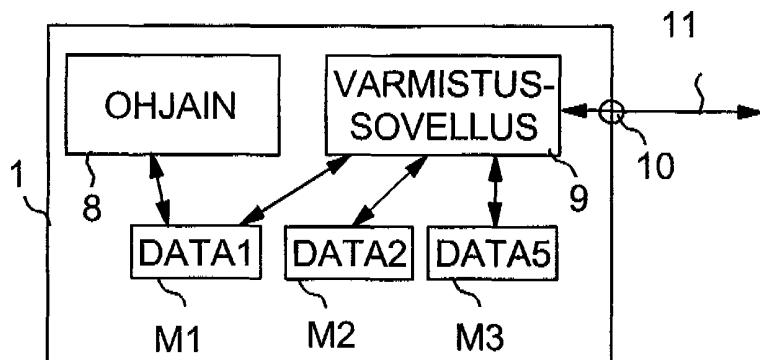 11
OHJAIN
VARMISTUS-
SOVELLUS
1
8
9
10
DATA1
DATA2
DATA5
M1
M2
M3